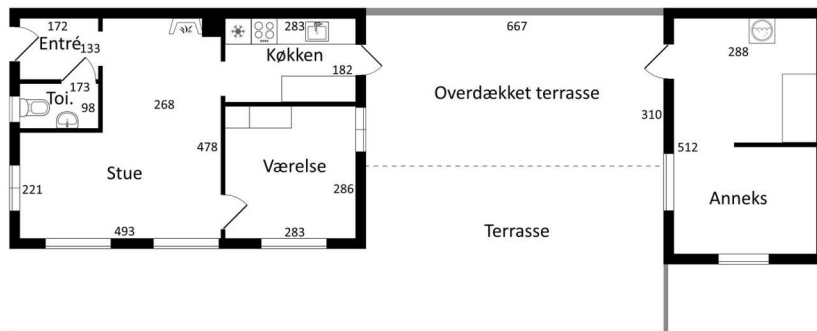 172
283
667
Entré
133
Køkken
288
182
173
Toi.
98
268
Overdækket terrasse
310
478
512
Stue
Værelse
221
286
Anneks
493
283
Terrasse